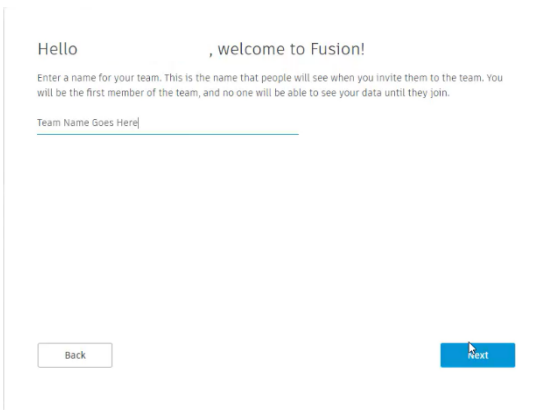 Hello , welcome to Fusion!
Enter a name for your team. This is the name that people will see when you invite them to the team. You
will be the first member of the team, and no one will be able to see your data until they join.
Team Name Goes Here
Back
Next